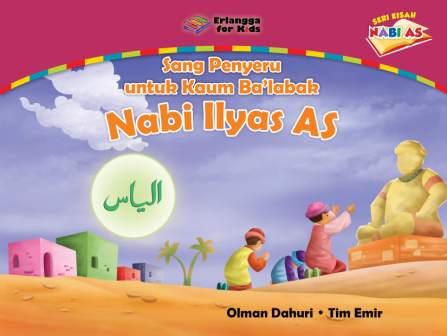 Erlangga
for Kids
SERI KISAH
NABI AS
Sang Penyeru
untuk Kaum Ba'labak
Nabi Ilyas As
الياس
Olman Dahuri • Tim Emir